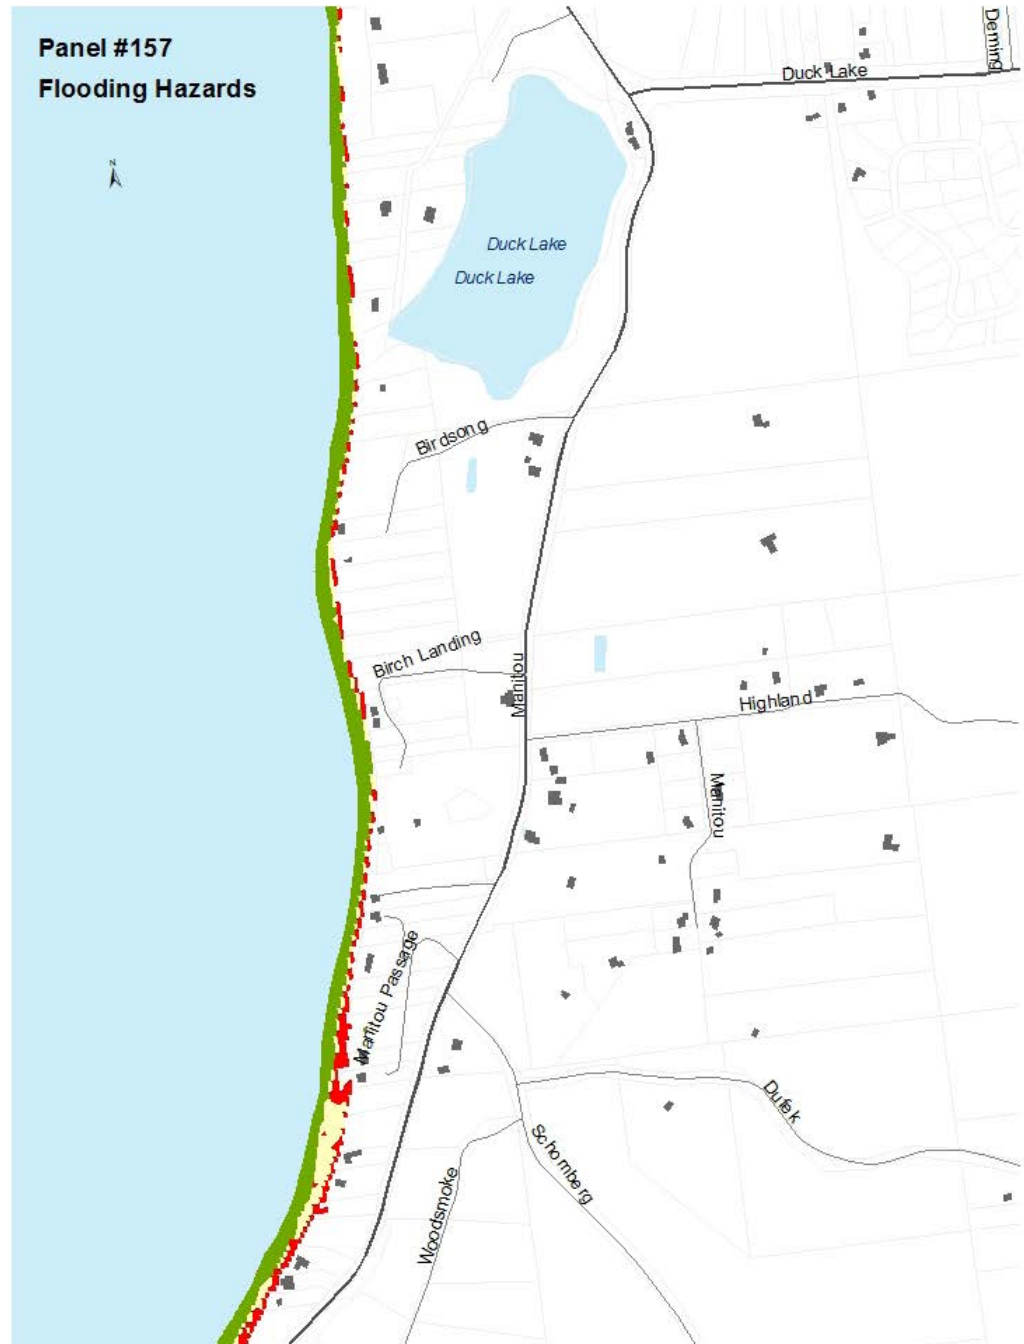 Panel #157
Flooding Hazards
N
Deming
Duck Lake
Duck Lake
Duck Lake
Birdsong
Birch Landing
Manitou
Highland
Manitou
Manitou Passage
Dufek
Schomberg
Woodsmoke